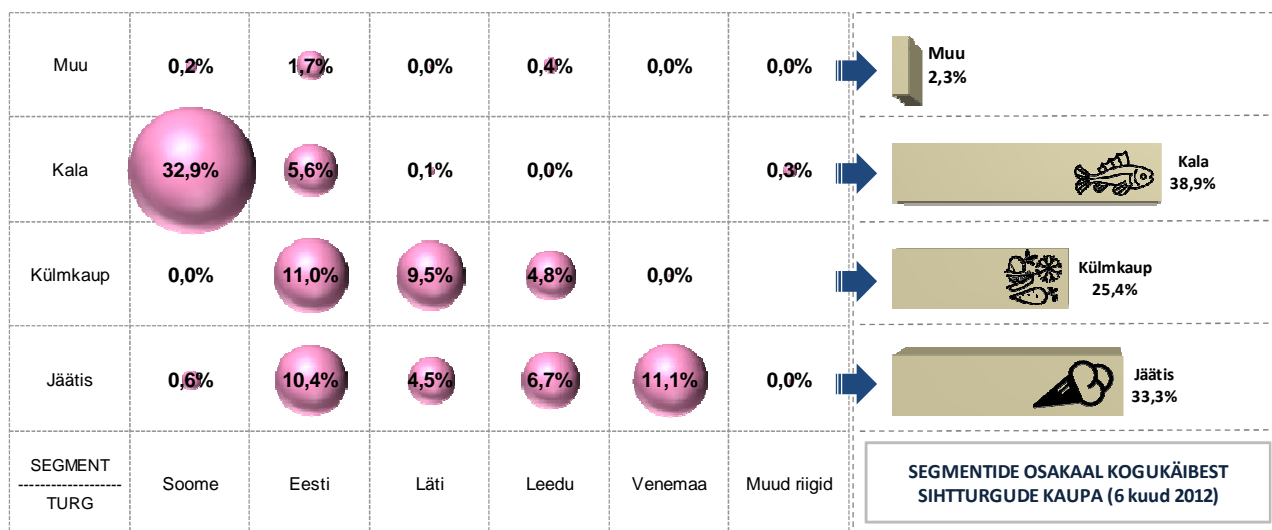 Muu 0,2% 1,7% 0,0% 0,4% 0,0% 0,0% Muu
2,3%
Kala 32,9% 5,6% 0,1% 0,0% 0,3% Kala
38,9%
Külmkaup 0,0% 11,0% 9,5% 4,8% 0,0% Külmkaup
25,4%
Jäätis 0,6% 10,4% 4,5% 6,7% 11,1% 0,0% Jäätis
33,3%
SEGMENT
--------------------
TURG
Soome Eesti Läti Leedu Venemaa Muud riigid
SEGMENTIDE OSAKAAL KOGUKÄIBEST
SIHTTURGUDE KAUPA (6 kuud 2012)